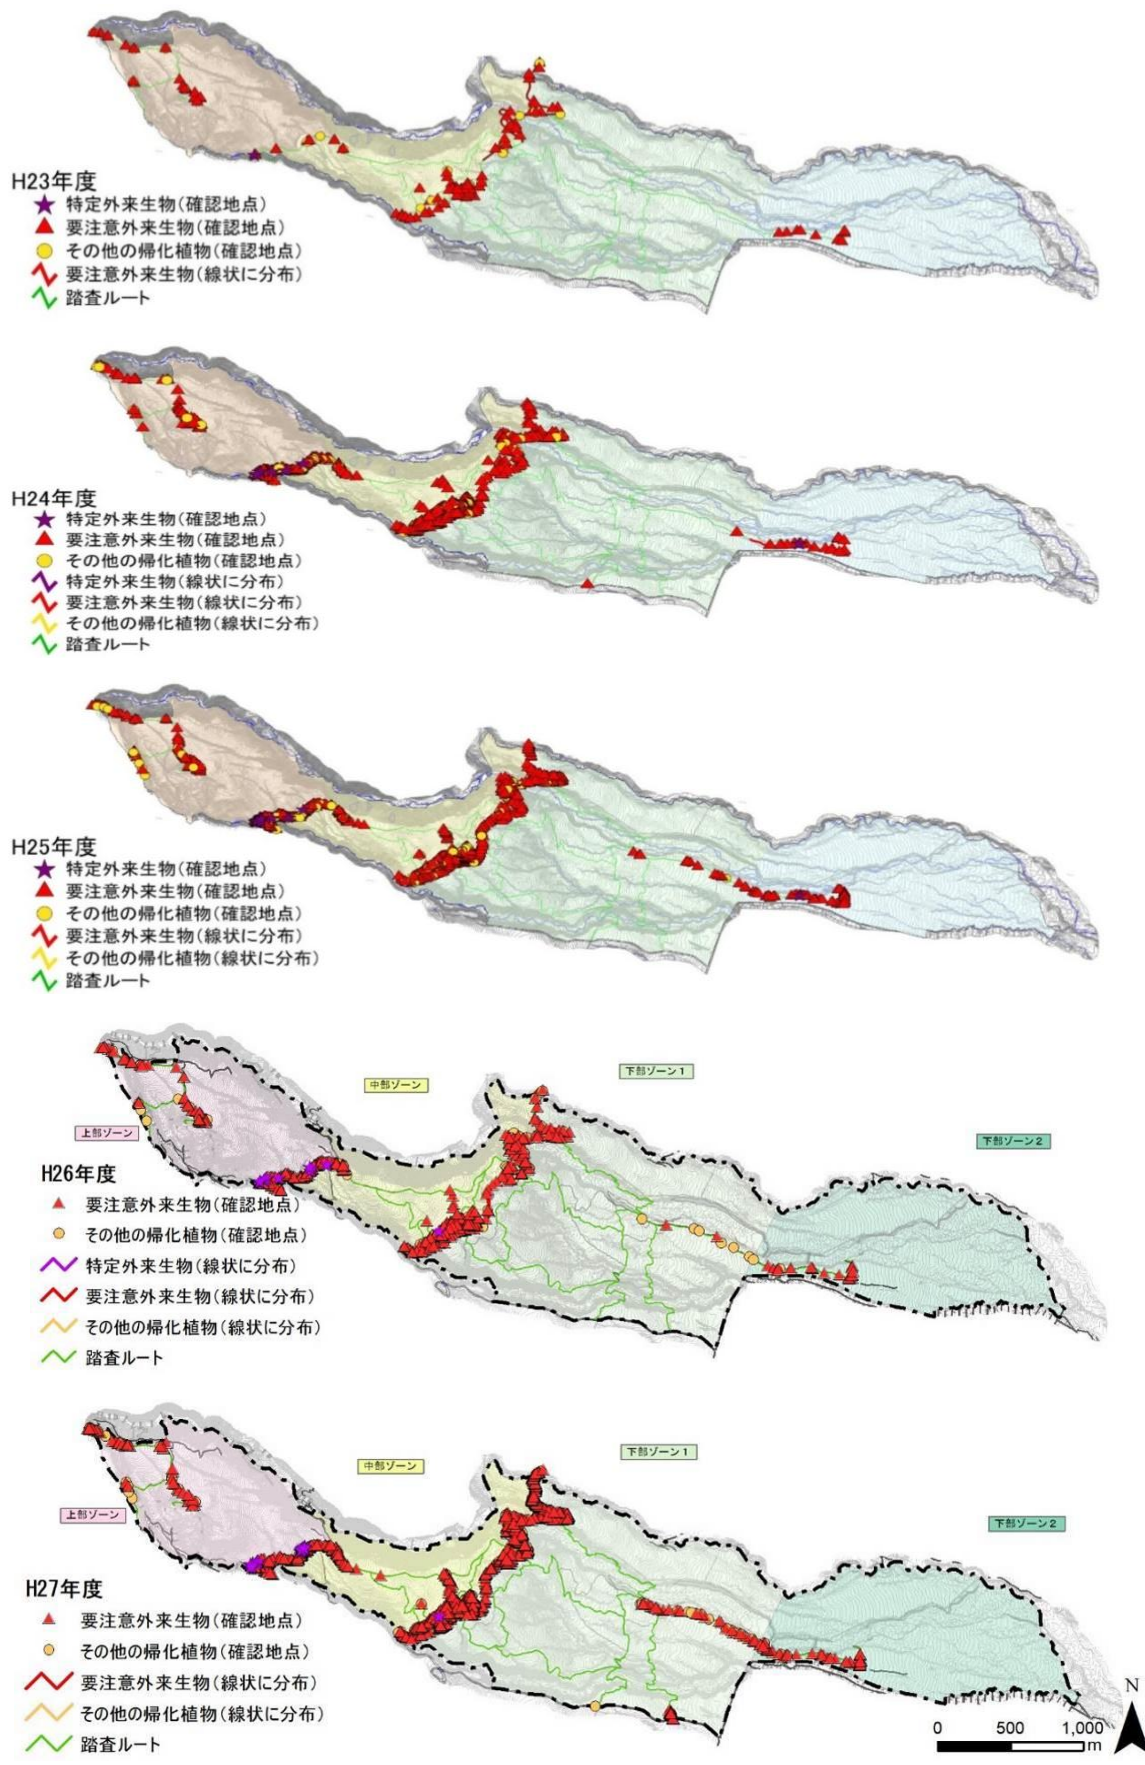 H23年度
特定外来生物(確認地点)
要注意外来生物(確認地点)
その他の帰化植物(確認地点)
要注意外来生物(線状に分布)
踏査ルート
H24年度
特定外来生物(確認地点)
要注意外来生物(確認地点)
その他の帰化植物(確認地点)
特定外来生物(線状に分布)
要注意外来生物(線状に分布)
その他の帰化植物(線状に分布)
踏査ルート
H25年度
特定外来生物(確認地点)
要注意外来生物(確認地点)
その他の帰化植物(確認地点)
要注意外来生物(線状に分布)
その他の帰化植物(線状に分布)
踏査ルート
下部ゾーン1
中部ゾーン
上部ゾーン
下部ゾーン2
H26年度
要注意外来生物(確認地点)
その他の帰化植物(確認地点)
特定外来生物(線状に分布)
要注意外来生物(線状に分布)
その他の帰化植物(線状に分布)
踏査ルート
下部ゾーン1
中部ゾーン
上部ゾーン
下部ゾーン2
H27年度
要注意外来生物(確認地点)
その他の帰化植物(確認地点)
要注意外来生物(線状に分布)
その他の帰化植物(線状に分布)
踏査ルート
N
0 500 1,000
m